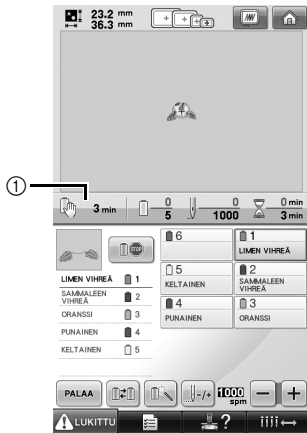 23.2 mm
36.3 mm
①
3 min
0
5
0
1000
0 min
3 min
6
1
LIMEN VIHREÄ
5
KELTAINEN
2
SAMMALEEN
VIHREÄ
4
PUNAINEN
3
ORANSSI
LIMEN VIHREÄ 1
SAMMALEEN
VIHREÄ 2
ORANSSI 3
PUNAINEN 4
KELTAINEN 5
STOP
PALAA
-/+
1000
spm
− +
LUKITTU
?